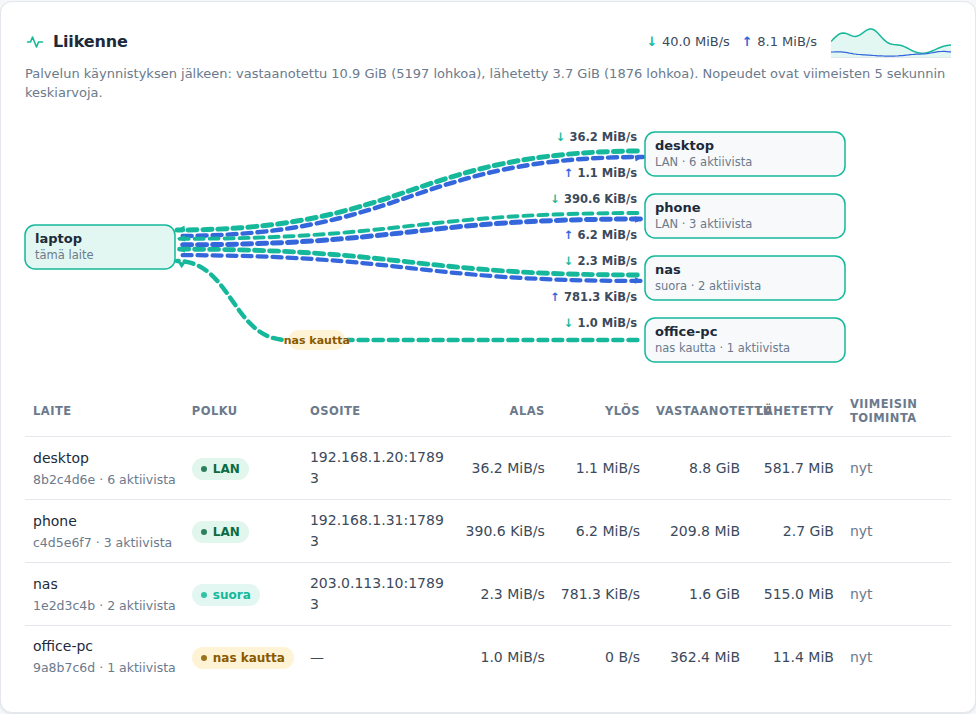 Liikenne
↓ 40.0 MiB/s ↑ 8.1 MiB/s
Palvelun käynnistyksen jälkeen: vastaanotettu 10.9 GiB (5197 lohkoa), lähetetty 3.7 GiB (1876 lohkoa). Nopeudet ovat viimeisten 5 sekunnin
keskiarvoja.
laptop
tämä laite
↓ 36.2 MiB/s
↑ 1.1 MiB/s
desktop
LAN · 6 aktiivista
↓ 390.6 KiB/s
↑ 6.2 MiB/s
phone
LAN · 3 aktiivista
↓ 2.3 MiB/s
↑ 781.3 KiB/s
nas
suora · 2 aktiivista
↓ 1.0 MiB/s
nas kautta
office-pc
nas kautta · 1 aktiivista
LAITE POLKU OSOITE ALAS YLÖS VASTAANOTETTU LÄHETETTY VIIMEISIN
TOIMINTA
desktop
8b2c4d6e · 6 aktiivista
LAN
192.168.1.20:1789
3
36.2 MiB/s 1.1 MiB/s 8.8 GiB 581.7 MiB nyt
phone
c4d5e6f7 · 3 aktiivista
LAN
192.168.1.31:1789
3
390.6 KiB/s 6.2 MiB/s 209.8 MiB 2.7 GiB nyt
nas
1e2d3c4b · 2 aktiivista
suora
203.0.113.10:1789
3
2.3 MiB/s 781.3 KiB/s 1.6 GiB 515.0 MiB nyt
office-pc
9a8b7c6d · 1 aktiivista
nas kautta
—
1.0 MiB/s 0 B/s 362.4 MiB 11.4 MiB nyt